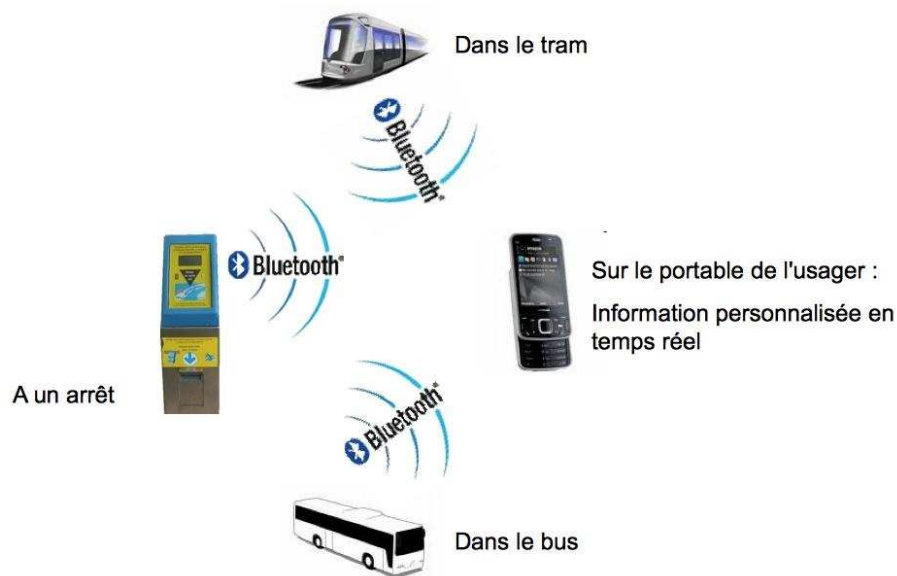 Dans le tram
Bluetooth®
Bluetooth®
Sur le portable de l'usager :
Information personnalisée en
temps réel
A un arrêt
Bluetooth®
Dans le bus